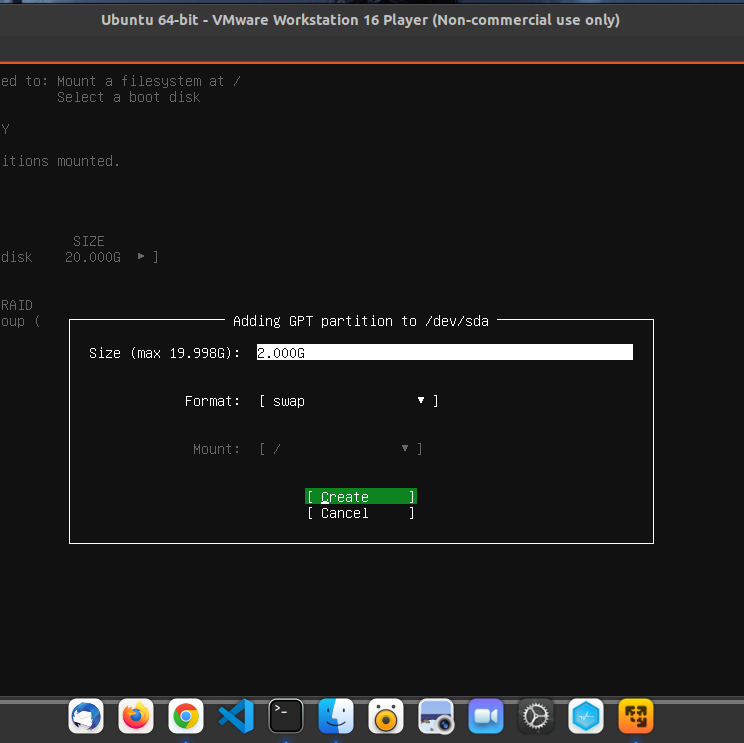 Ubuntu 64-bit - VMware Workstation 16 Player (Non-commercial use only)
ed to: Mount a filesystem at /
Select a boot disk
Y
itions mounted.
SIZE
disk 20.000G ▸ ]
RAID
oup (
Adding GPT partition to /dev/sda
Size (max 19.998G): 2.000G
Format: [ swap ▾ ]
Mount: [ / ▾ ]
[ Create ]
[ Cancel ]
>_